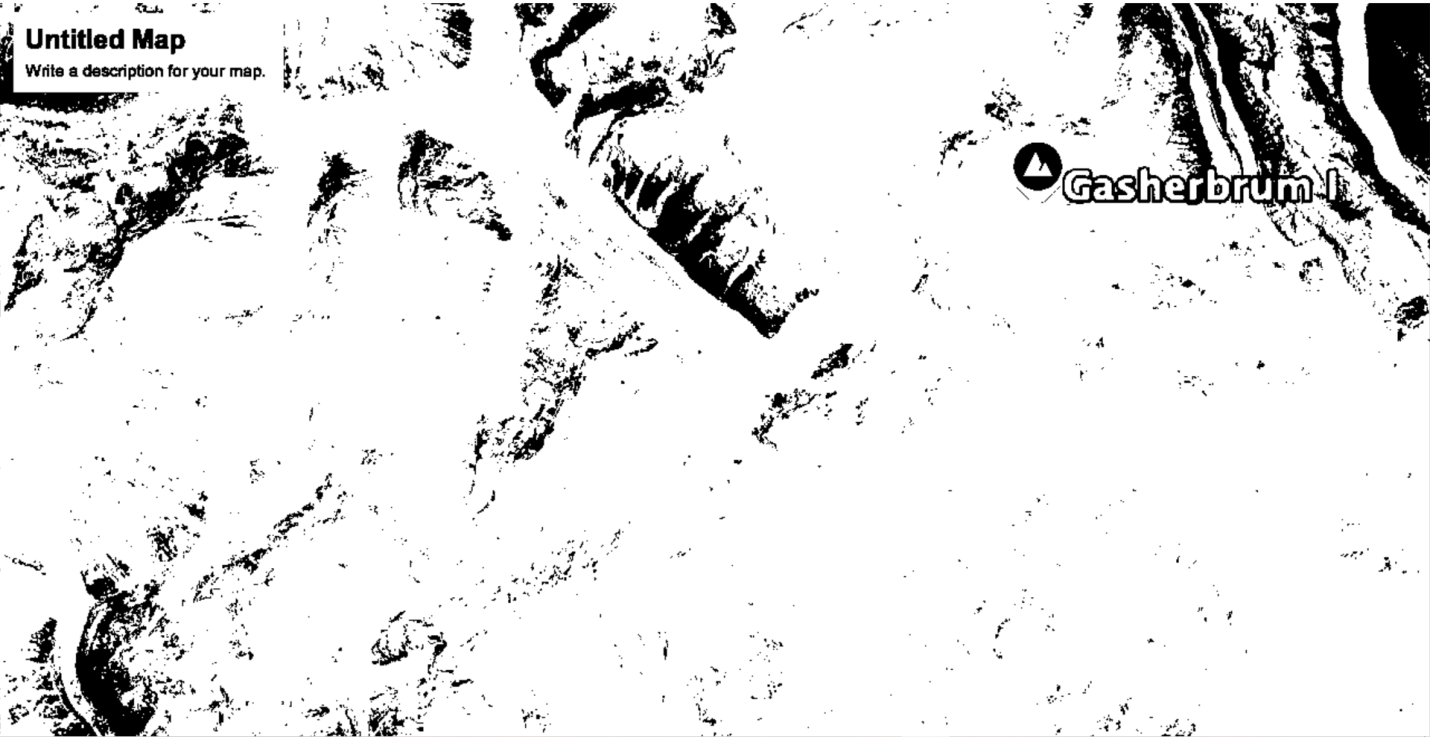 Untitled Map
Write a description for your map.
Gasherbrum I